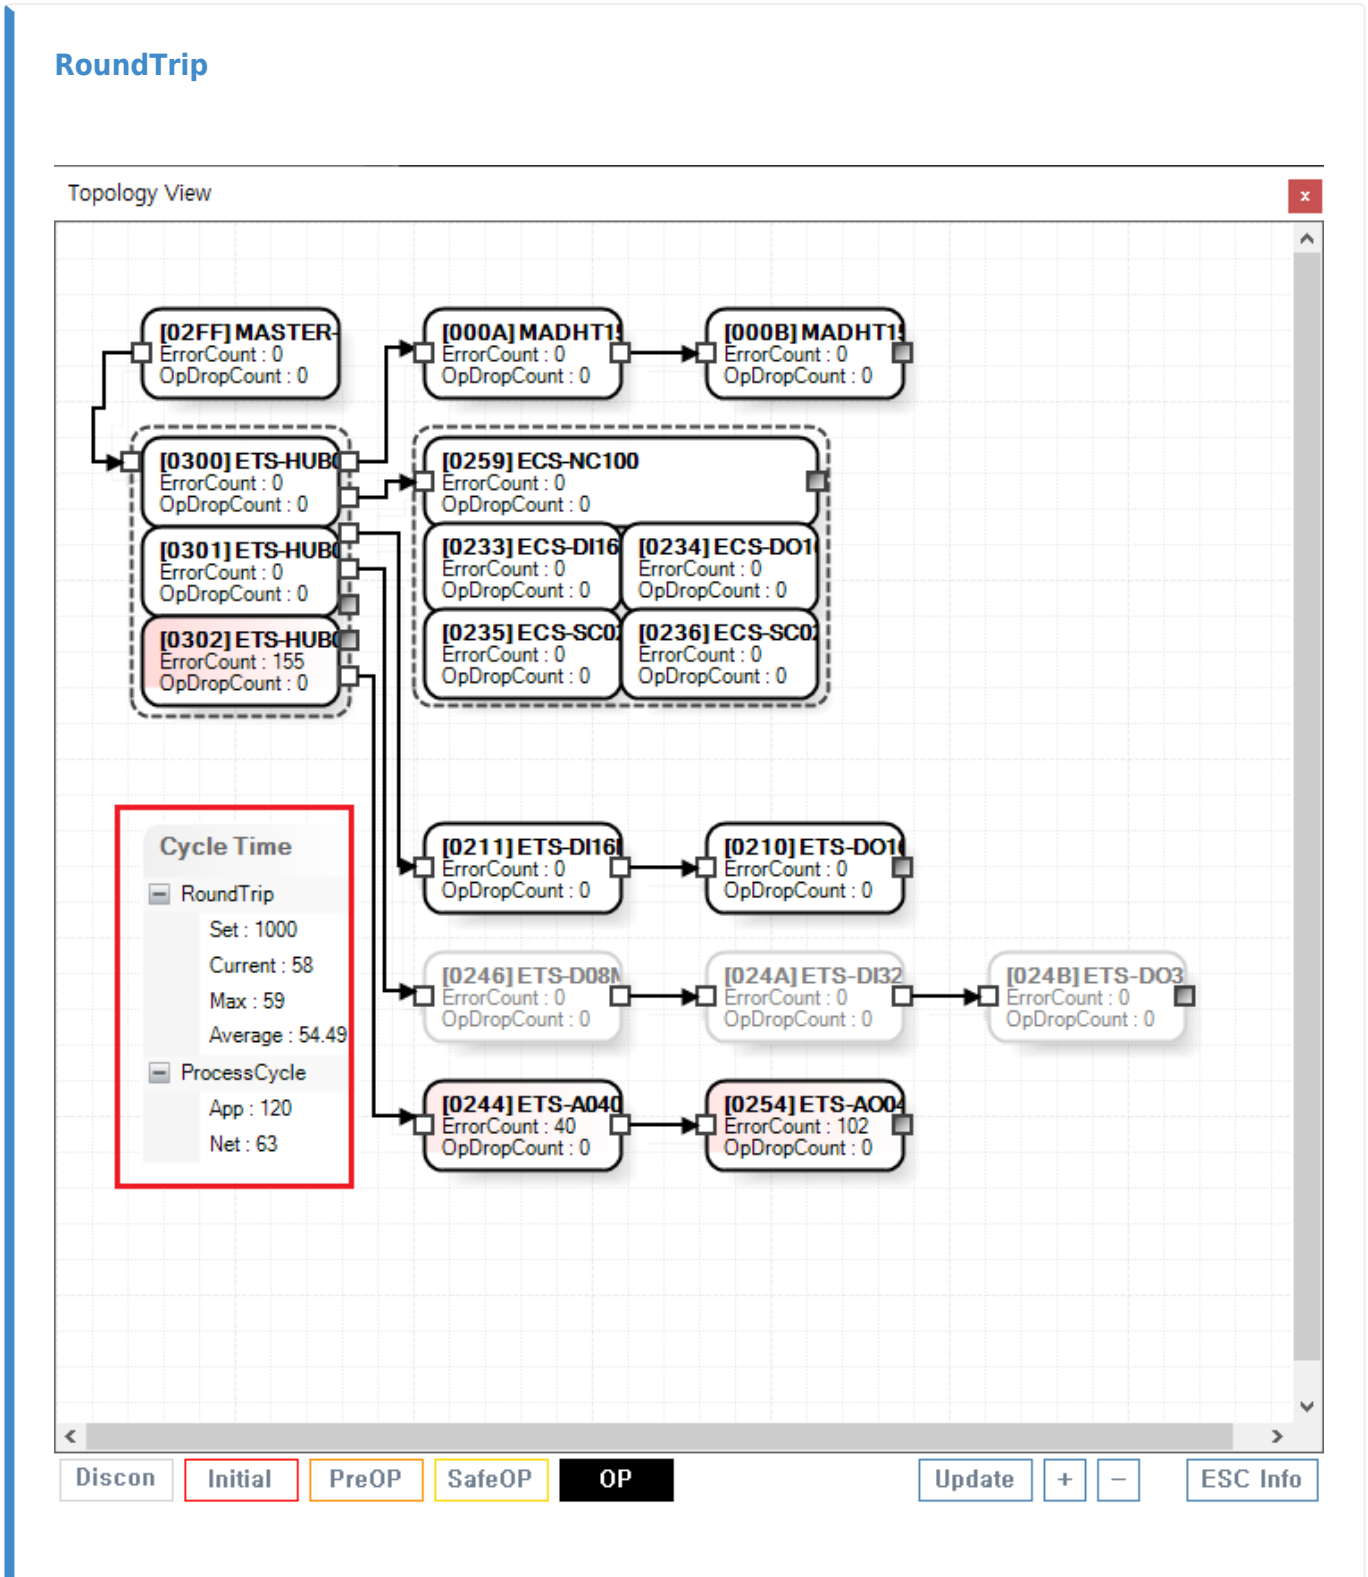 RoundTrip
Topology View
x
[02FF] MASTER-
ErrorCount : 0
OpDropCount : 0
[000A] MADHT1
ErrorCount : 0
OpDropCount : 0
[000B] MADHT1
ErrorCount : 0
OpDropCount : 0
[0300] ETS-HUB
ErrorCount : 0
OpDropCount : 0
[0301] ETS-HUB
ErrorCount : 0
OpDropCount : 0
[0302] ETS-HUB
ErrorCount : 155
OpDropCount : 0
[0259] ECS-NC100
ErrorCount : 0
OpDropCount : 0
[0233] ECS-DI16
ErrorCount : 0
OpDropCount : 0
[0234] ECS-DO1
ErrorCount : 0
OpDropCount : 0
[0235] ECS-SC0
ErrorCount : 0
OpDropCount : 0
[0236] ECS-SC0
ErrorCount : 0
OpDropCount : 0
Cycle Time
RoundTrip
Set : 1000
Current : 58
Max : 59
Average : 54.49
ProcessCycle
App : 120
Net : 63
[0211] ETS-DI16
ErrorCount : 0
OpDropCount : 0
[0210] ETS-DO1
ErrorCount : 0
OpDropCount : 0
[0246] ETS-D08
ErrorCount : 0
OpDropCount : 0
[024A] ETS-DI32
ErrorCount : 0
OpDropCount : 0
[024B] ETS-DO3
ErrorCount : 0
OpDropCount : 0
[0244] ETS-A040
ErrorCount : 40
OpDropCount : 0
[0254] ETS-AO04
ErrorCount : 102
OpDropCount : 0
Discon
Initial
PreOP
SafeOP
OP
Update
+
−
ESC Info